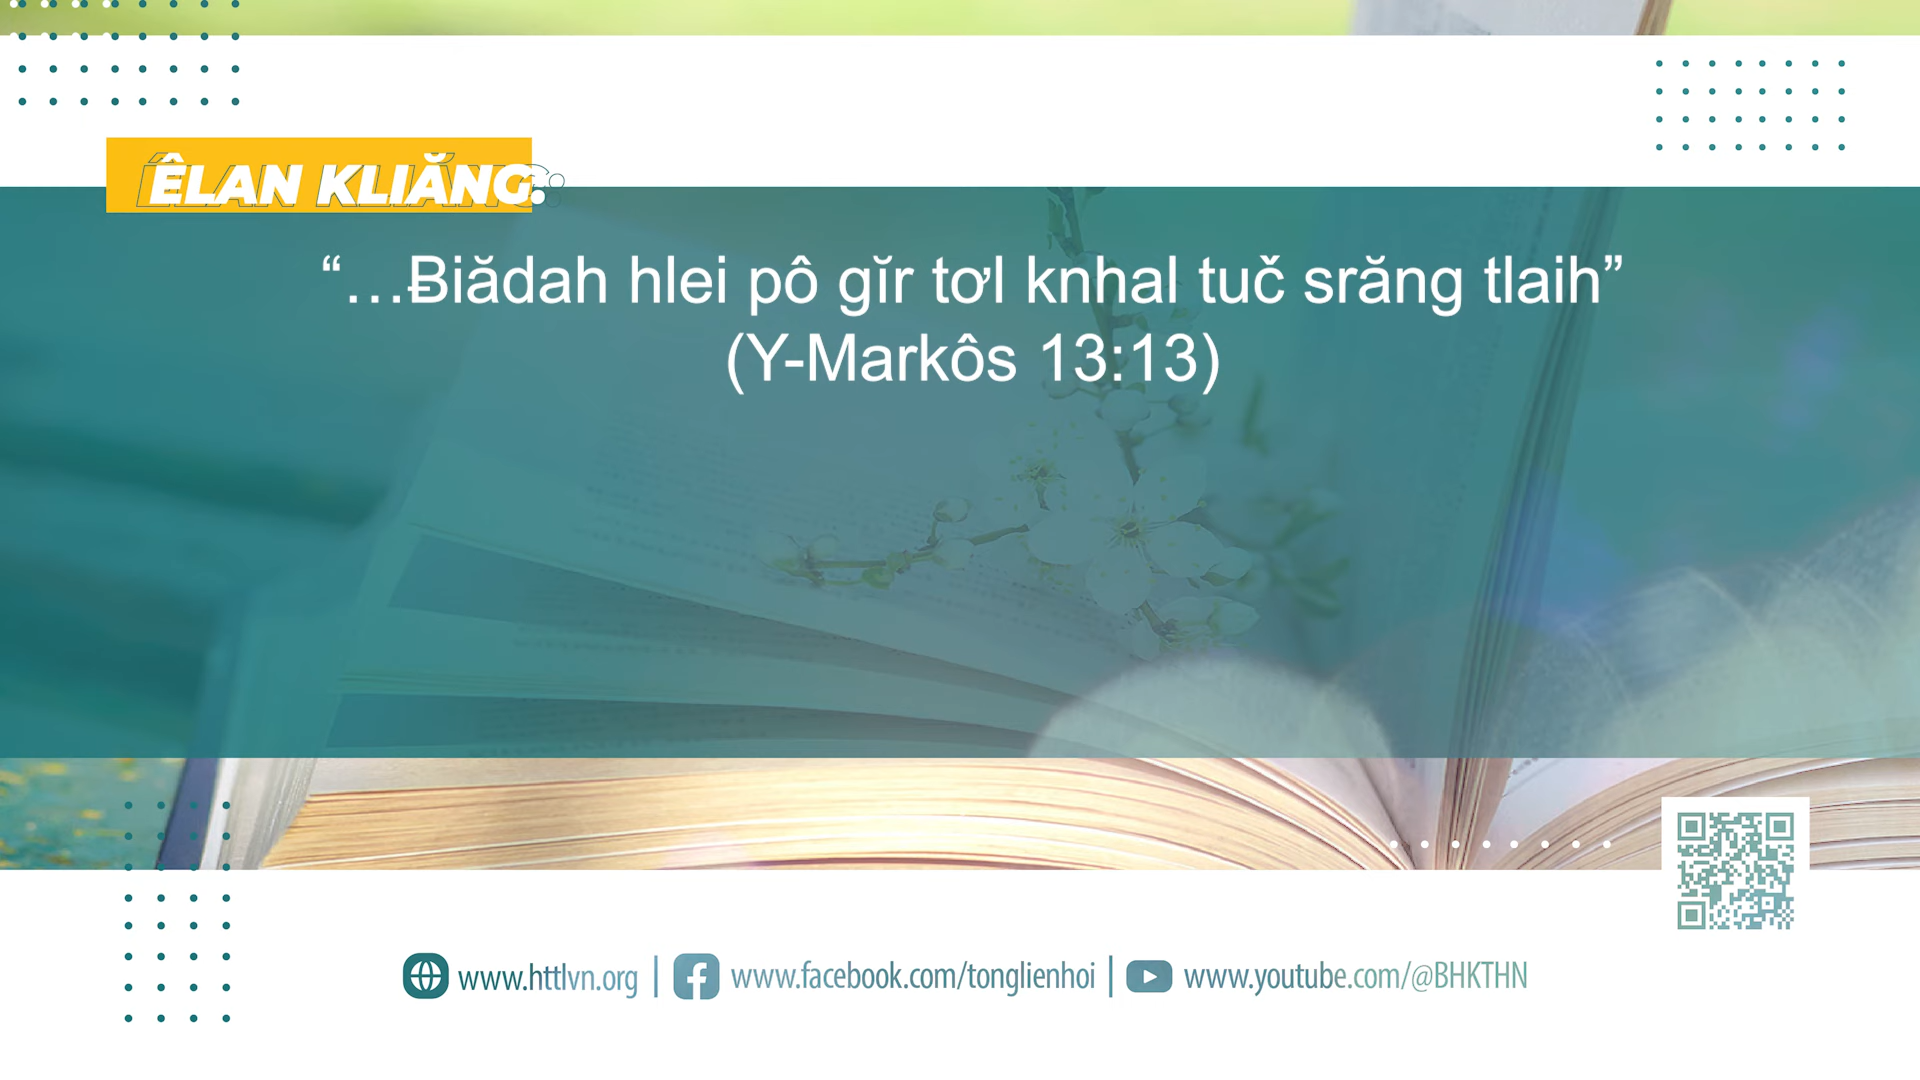 ÊLAN KLIĂNG:
“…Ƀiădah hlei pô gĭr tơl knhal tuč srăng tlaih”
(Y-Markôs 13:13)
www.httlvn.org | www.facebook.com/tonglienhoi | www.youtube.com/@BHKTHN